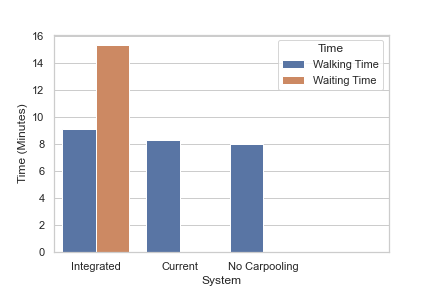 16
14
12
10
8
6
4
2
0
Time (Minutes)
Time
Walking Time
Waiting Time
Integrated
Current
No Carpooling
System